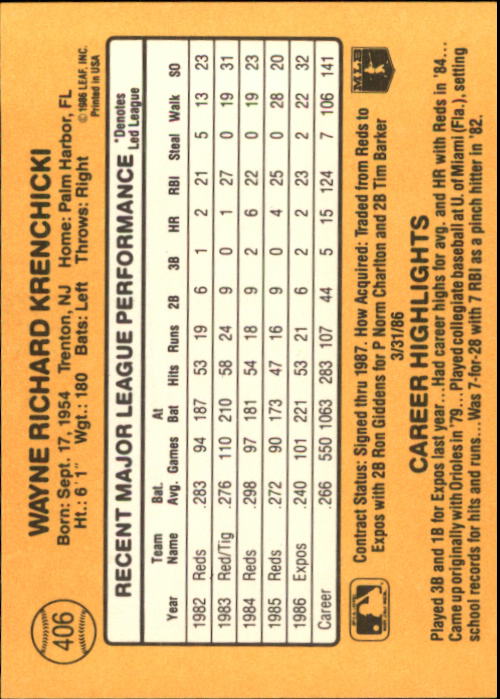 406
WAYNE RICHARD KRENCHICKI
Born: Sept. 17, 1954 Trenton, NJ Home: Palm Harbor, FL
Ht.: 6'1" Wgt.: 180 Bats: Left Throws: Right
© 1986 LEAF, INC.
Printed in USA
RECENT MAJOR LEAGUE PERFORMANCE *Denotes Led League
Year Team Name Bat. Avg. Games At Bat Hits Runs 2B 3B HR RBI Steal Walk SO
1982 Reds .283 94 187 53 19 6 1 2 21 5 13 23
1983 Red/Tig .276 110 210 58 24 9 0 1 27 0 19 31
1984 Reds .298 97 181 54 18 9 2 6 22 0 19 23
1985 Reds .272 90 173 47 16 9 0 4 25 0 28 20
1986 Expos .240 101 221 53 21 6 2 2 23 2 22 32
Career .266 550 1063 283 107 44 5 15 124 7 106 141
Contract Status: Signed thru 1987. How Acquired: Traded from Reds to
Expos with 2B Ron Giddens for P Norm Charlton and 2B Tim Barker
3/31/86
MLB
CAREER HIGHLIGHTS
Played 3B and 1B for Expos last year...Had career highs for avg. and HR with Reds in '84...
Came up originally with Orioles in '79...Played collegiate baseball at U. of Miami (Fla.), setting
school records for hits and runs...Was 7-for-28 with 7 RBI as a pinch hitter in '82.